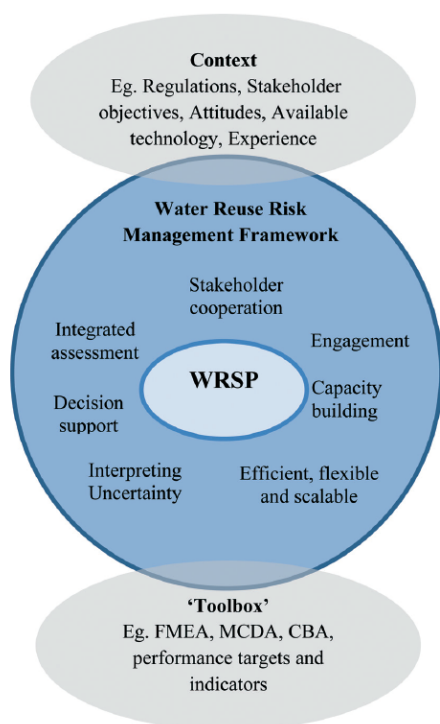 Context
Eg. Regulations, Stakeholder
objectives, Attitudes, Available
technology, Experience
Water Reuse Risk
Management Framework
Stakeholder
cooperation
Integrated
assessment
Engagement
WRSP
Decision
support
Capacity
building
Interpreting
Uncertainty
Efficient, flexible
and scalable
‘Toolbox’
Eg. FMEA, MCDA, CBA,
performance targets and
indicators